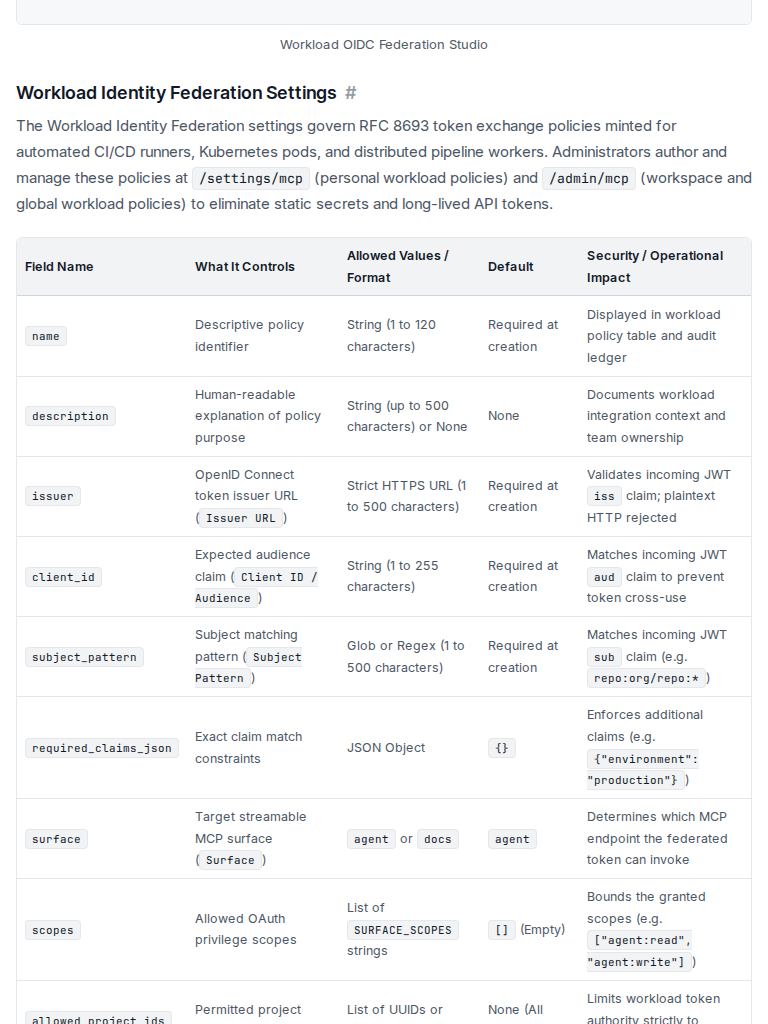 Workload OIDC Federation Studio
Workload Identity Federation Settings #
The Workload Identity Federation settings govern RFC 8693 token exchange policies minted for
automated CI/CD runners, Kubernetes pods, and distributed pipeline workers. Administrators author and
manage these policies at /settings/mcp (personal workload policies) and /admin/mcp (workspace and
global workload policies) to eliminate static secrets and long-lived API tokens.
Field Name
What It Controls
Allowed Values /
Format
Default
Security / Operational
Impact
name
Descriptive policy
identifier
String (1 to 120
characters)
Required at
creation
Displayed in workload
policy table and audit
ledger
description
Human-readable
explanation of policy
purpose
String (up to 500
characters) or None
None
Documents workload
integration context and
team ownership
issuer
OpenID Connect
token issuer URL
(Issuer URL)
Strict HTTPS URL (1
to 500 characters)
Required at
creation
Validates incoming JWT
iss claim; plaintext
HTTP rejected
client_id
Expected audience
claim (Client ID /
Audience)
String (1 to 255
characters)
Required at
creation
Matches incoming JWT
aud claim to prevent
token cross-use
subject_pattern
Subject matching
pattern (Subject
Pattern)
Glob or Regex (1 to
500 characters)
Required at
creation
Matches incoming JWT
sub claim (e.g.
repo:org/repo:*)
required_claims_json
Exact claim match
constraints
JSON Object
{}
Enforces additional
claims (e.g.
{"environment":
"production"})
surface
Target streamable
MCP surface
(Surface)
agent or docs
agent
Determines which MCP
endpoint the federated
token can invoke
scopes
Allowed OAuth
privilege scopes
List of
SURFACE_SCOPES
strings
[] (Empty)
Bounds the granted
scopes (e.g.
["agent:read",
"agent:write"])
allowed_project_ids
Permitted project
List of UUIDs or
None (All
Limits workload token
authority strictly to